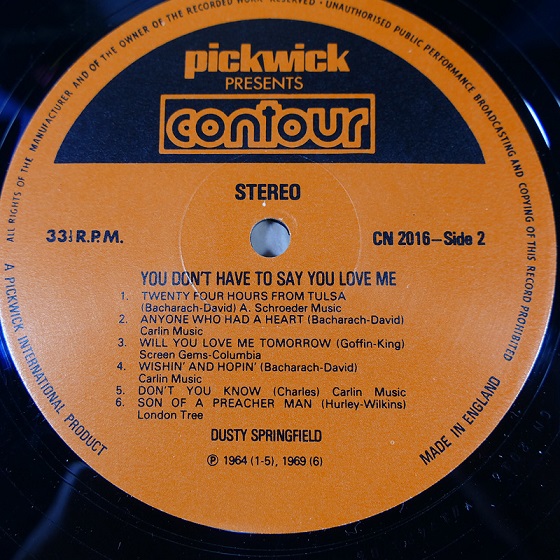 ALL RIGHTS OF THE MANUFACTURER AND OF THE OWNER OF THE RECORDED WORK RESERVED · UNAUTHORISED PUBLIC PERFORMANCE BROADCASTING AND COPYING OF THIS RECORD PROHIBITED
pickwick
PRESENTS
contour
STEREO
33⅓ R.P.M.
CN 2016–Side 2
YOU DON'T HAVE TO SAY YOU LOVE ME
1. TWENTY FOUR HOURS FROM TULSA
(Bacharach-David) A. Schroeder Music
2. ANYONE WHO HAD A HEART (Bacharach-David)
Carlin Music
3. WILL YOU LOVE ME TOMORROW (Goffin-King)
Screen Gems-Columbia
4. WISHIN' AND HOPIN' (Bacharach-David)
Carlin Music
5. DON'T YOU KNOW (Charles) Carlin Music
6. SON OF A PREACHER MAN (Hurley-Wilkins)
London Tree
DUSTY SPRINGFIELD
Ⓟ 1964 (1-5), 1969 (6)
A PICKWICK INTERNATIONAL PRODUCT
MADE IN ENGLAND